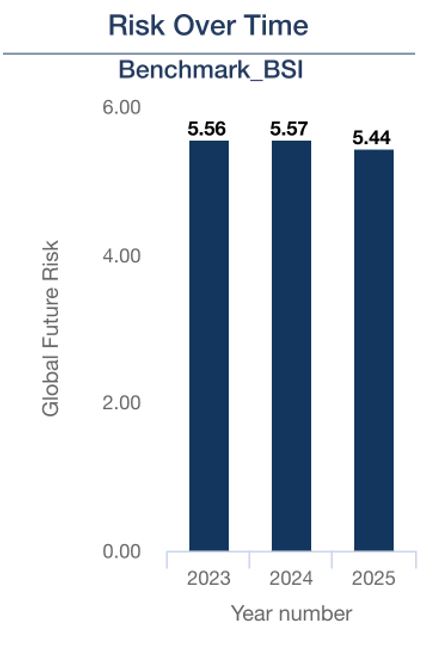 Risk Over Time
Benchmark_BSI
6.00
5.56
5.57
5.44
4.00
Global Future Risk
2.00
0.00
2023
2024
2025
Year number